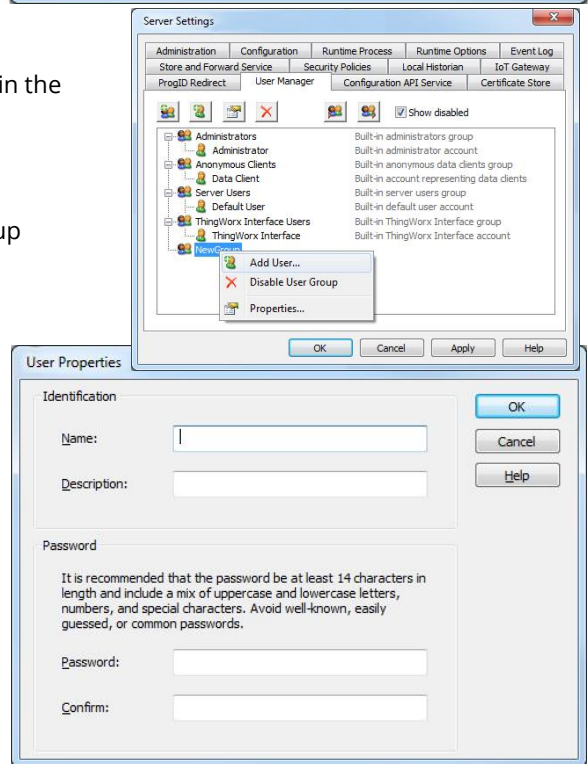 in the
up
Server Settings
Administration Configuration Runtime Process Runtime Options Event Log
Store and Forward Service Security Policies Local Historian IoT Gateway
ProgID Redirect User Manager Configuration API Service Certificate Store
Show disabled
Administrators Built-in administrators group
Administrator Built-in administrator account
Anonymous Clients Built-in anonymous data clients group
Data Client Built-in account representing data clients
Server Users Built-in server users group
Default User Built-in default user account
ThingWorx Interface Users Built-in ThingWorx Interface group
ThingWorx Interface Built-in ThingWorx Interface account
NewGroup
Add User...
Disable User Group
Properties...
OK Cancel Apply Help
User Properties
Identification
Name:
Description:
OK
Cancel
Help
Password
It is recommended that the password be at least 14 characters in
length and include a mix of uppercase and lowercase letters,
numbers, and special characters. Avoid well-known, easily
guessed, or common passwords.
Password:
Confirm: